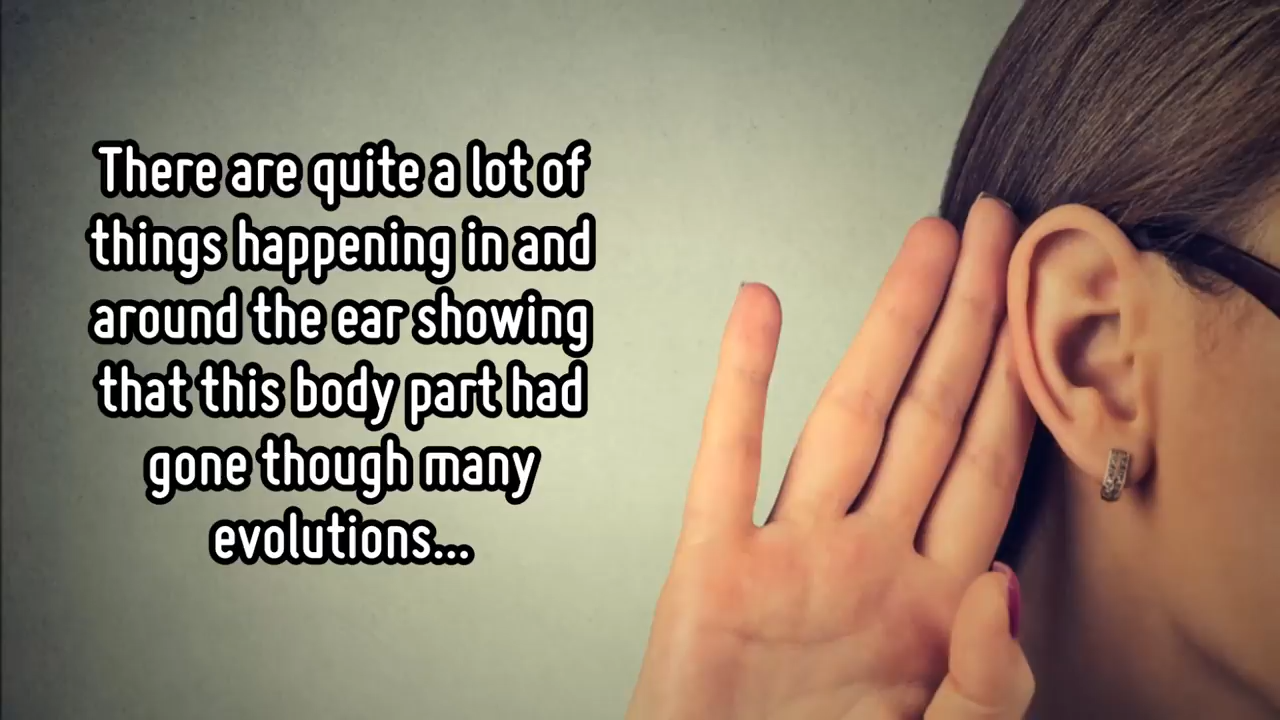 There are quite a lot of
things happening in and
around the ear showing
that this body part had
gone though many
evolutions...